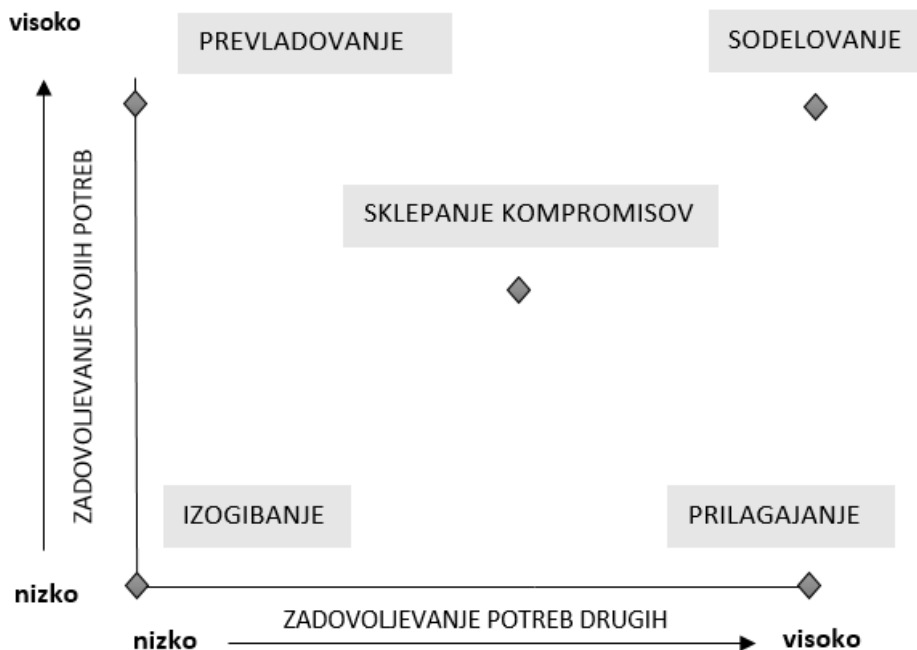 visoko
PREVLADOVANJE
SODELOVANJE
ZADOVOLJEVANJE SVOJIH POTREB
SKLEPANJE KOMPROMISOV
IZOGIBANJE
PRILAGAJANJE
nizko
ZADOVOLJEVANJE POTREB DRUGIH
nizko
visoko